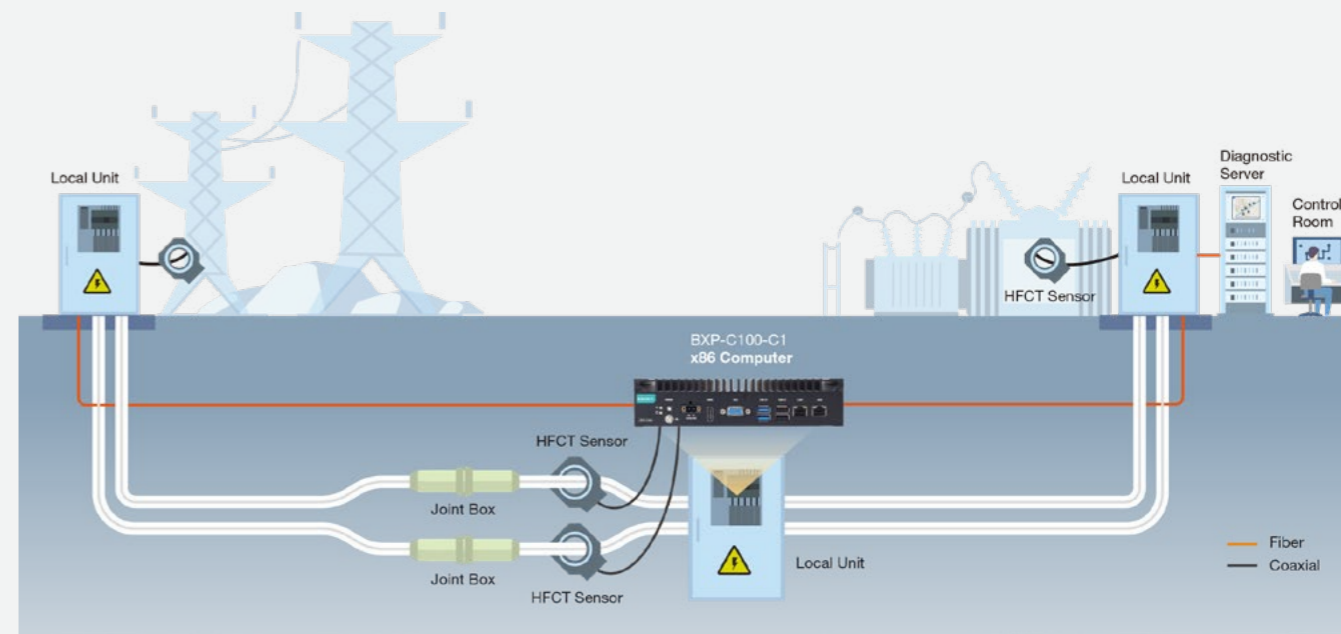 Local Unit
Local Unit
Diagnostic
Server
Control
Room
HFCT Sensor
BXP-C100-C1
x86 Computer
HFCT Sensor
Joint Box
Joint Box
HFCT Sensor
Local Unit
Fiber
Coaxial